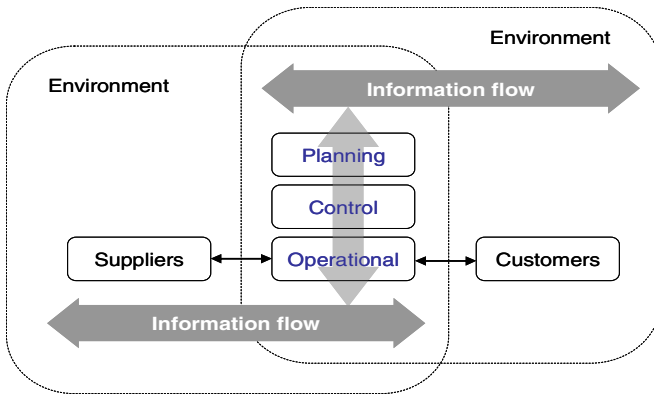 Environment
Environment
Information flow
Planning
Control
Suppliers
Operational
Customers
Information flow